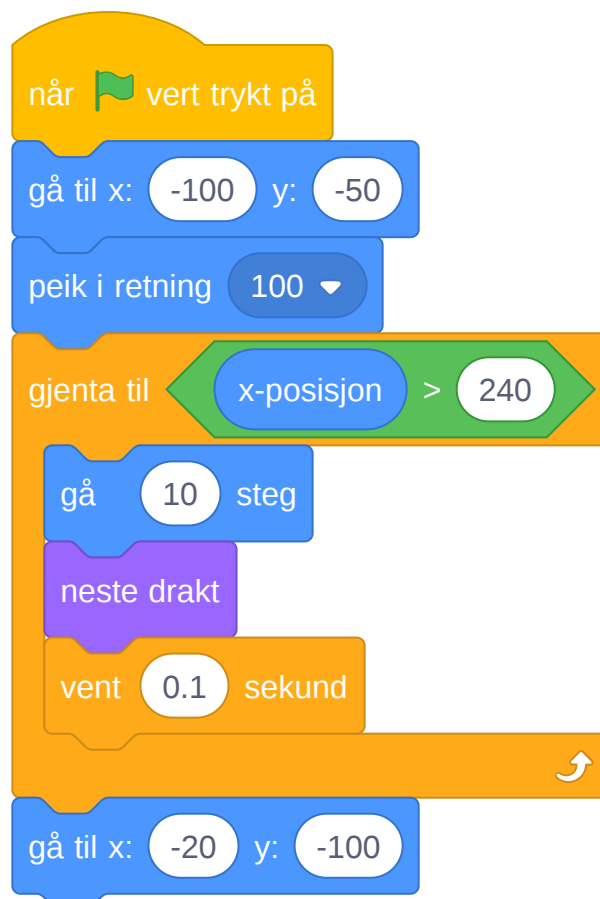 når vert trykt på
gå til x: -100 y: -50
peik i retning 100
gjenta til x-posisjon > 240
gå 10 steg
neste drakt
vent 0.1 sekund
gå til x: -20 y: -100